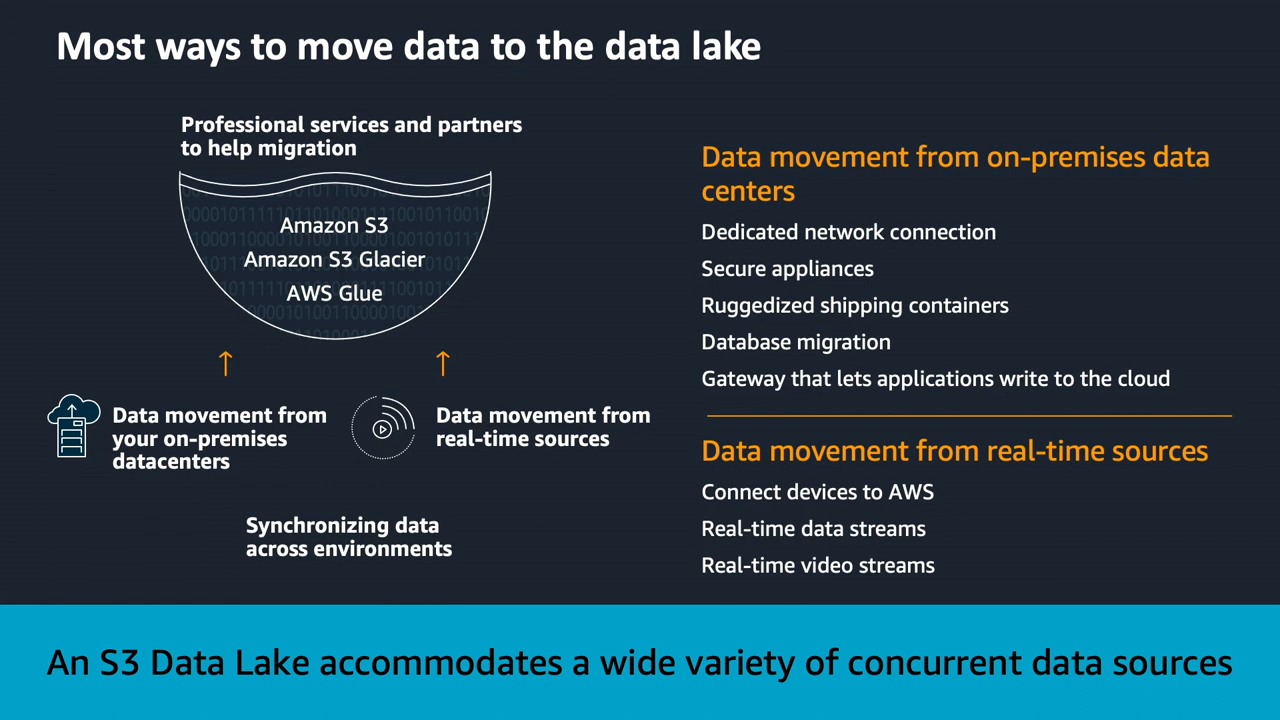 Most ways to move data to the data lake
Professional services and partners
to help migration
Amazon S3
Amazon S3 Glacier
AWS Glue
Data movement from
your on-premises
datacenters
Data movement from
real-time sources
Synchronizing data
across environments
Data movement from on-premises data
centers
Dedicated network connection
Secure appliances
Ruggedized shipping containers
Database migration
Gateway that lets applications write to the cloud
Data movement from real-time sources
Connect devices to AWS
Real-time data streams
Real-time video streams
An S3 Data Lake accommodates a wide variety of concurrent data sources